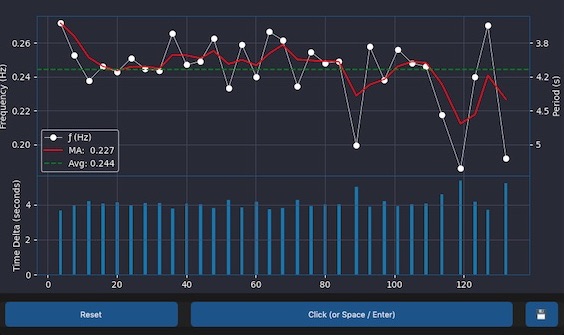 Frequency (Hz)
0.26
0.24
0.22
0.20
3.8
4.2
4.5
5
Period (s)
ƒ (Hz)
MA: 0.227
Avg: 0.244
Time Delta (seconds)
4
2
0
0 20 40 60 80 100 120
Reset
Click (or Space / Enter)